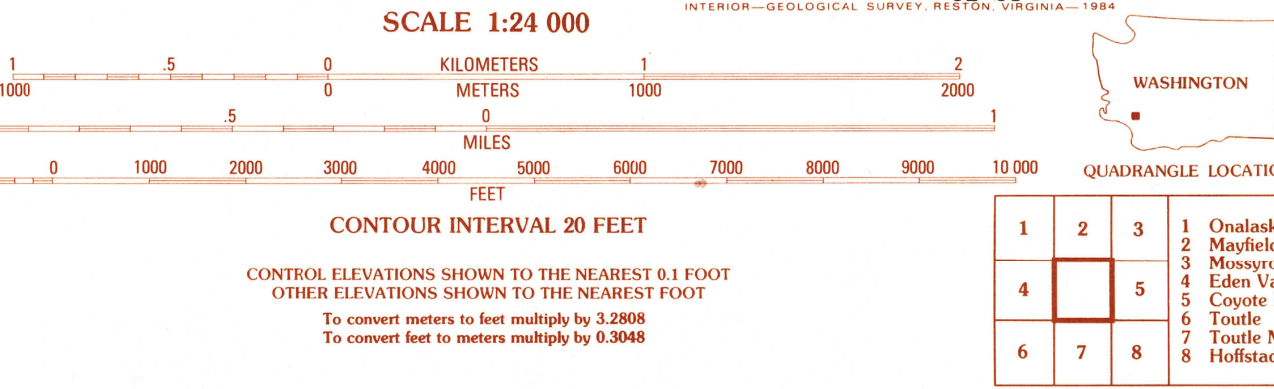 INTERIOR—GEOLOGICAL SURVEY, RESTON, VIRGINIA—1984
SCALE 1:24 000
1 .5 0 KILOMETERS 1 2
1000 0 METERS 1000 2000
.5 0 1
MILES
0 1000 2000 3000 4000 5000 6000 7000 8000 9000 10 000
FEET
CONTOUR INTERVAL 20 FEET
CONTROL ELEVATIONS SHOWN TO THE NEAREST 0.1 FOOT
OTHER ELEVATIONS SHOWN TO THE NEAREST FOOT
To convert meters to feet multiply by 3.2808
To convert feet to meters multiply by 0.3048
WASHINGTON
QUADRANGLE LOCATIO
1 2 3
4 5
6 7 8
1 Onalask
2 Mayfield
3 Mossyro
4 Eden Va
5 Coyote
6 Toutle
7 Toutle M
8 Hoffstad